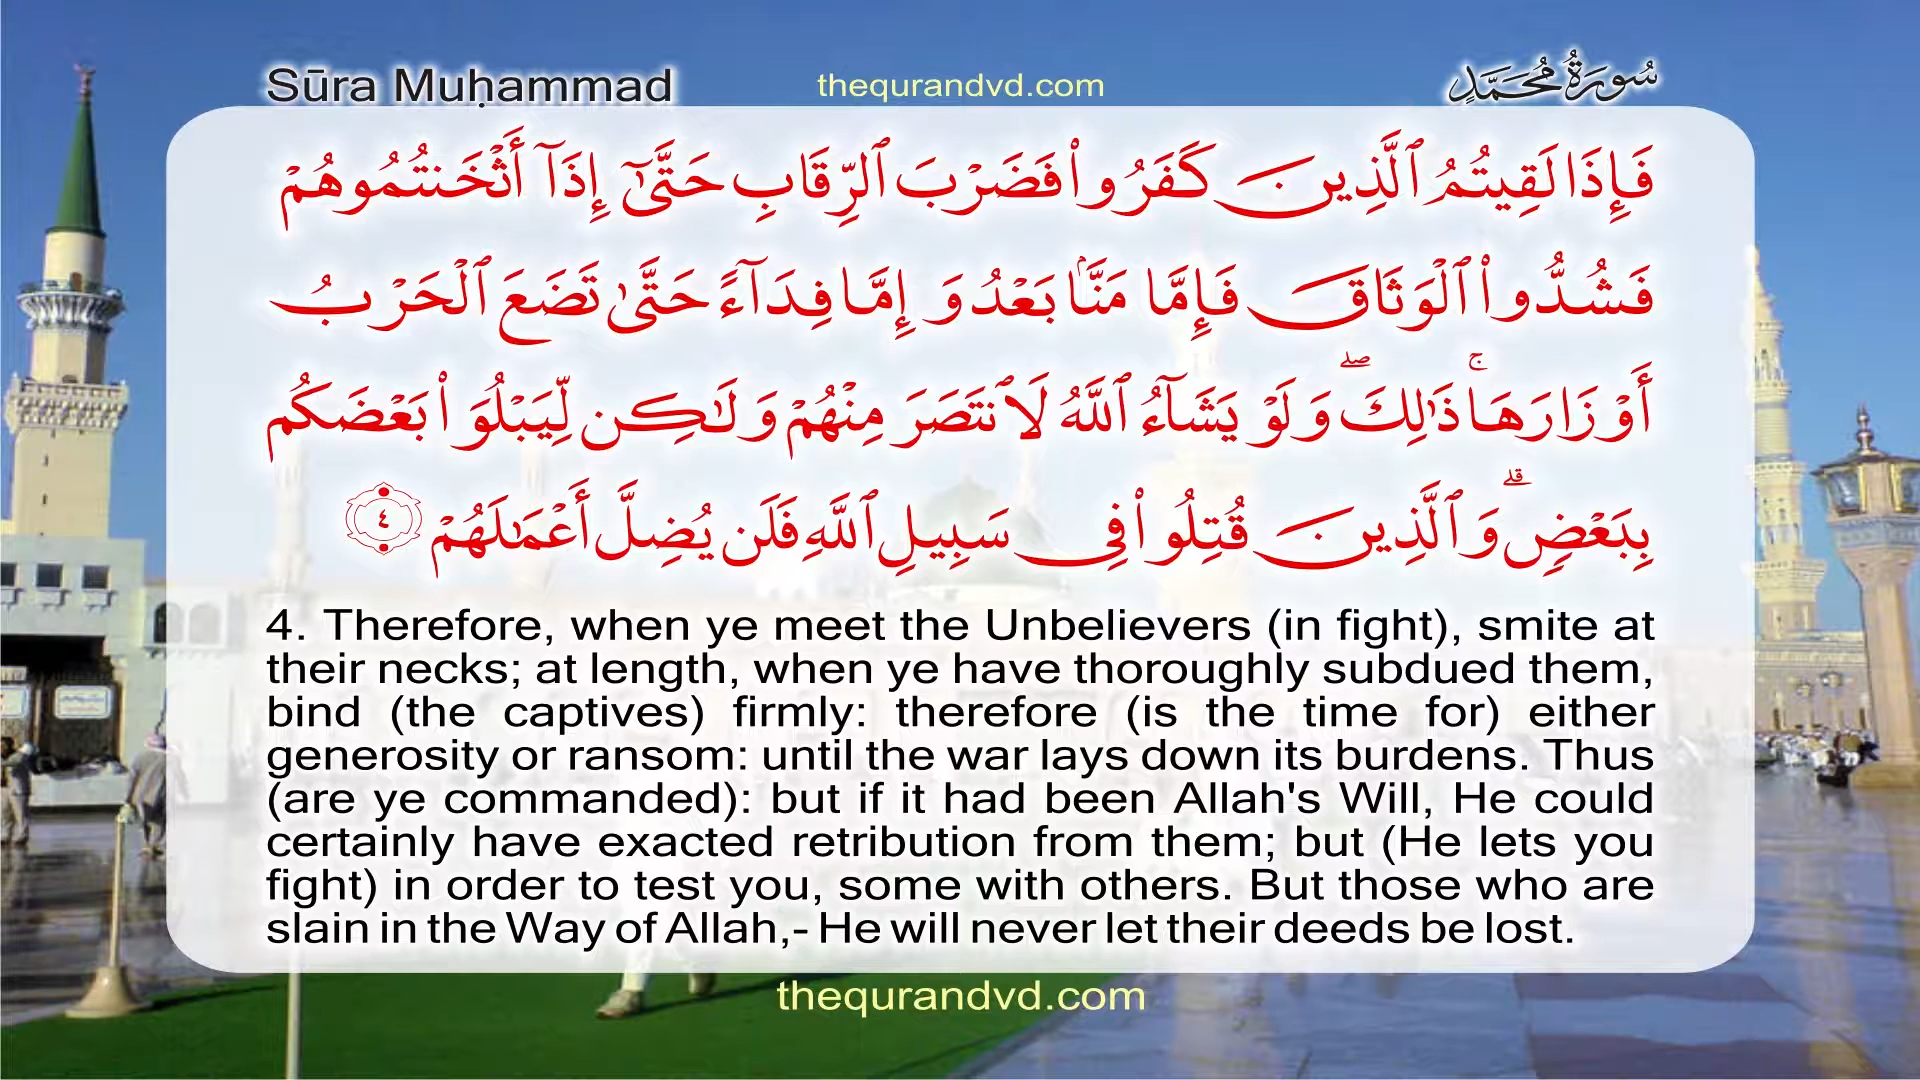 Sūra Muḥammad
thequrandvd.com
سُورَةُ مُحَمَّدٍ
فَإِذَا لَقِيتُمُ ٱلَّذِينَ كَفَرُوا۟ فَضَرْبَ ٱلرِّقَابِ حَتَّىٰٓ إِذَآ أَثْخَنتُمُوهُمْ
فَشُدُّوا۟ ٱلْوَثَاقَ فَإِمَّا مَنًّۢا بَعْدُ وَإِمَّا فِدَآءً حَتَّىٰ تَضَعَ ٱلْحَرْبُ
أَوْزَارَهَا ۚ ذَٰلِكَ ۖ وَلَوْ يَشَآءُ ٱللَّهُ لَٱنتَصَرَ مِنْهُمْ وَلَٰكِن لِّيَبْلُوَا۟ بَعْضَكُم
بِبَعْضٍ ۗ وَٱلَّذِينَ قُتِلُوا۟ فِى سَبِيلِ ٱللَّهِ فَلَن يُضِلَّ أَعْمَٰلَهُمْ ٤
4. Therefore, when ye meet the Unbelievers (in fight), smite at
their necks; at length, when ye have thoroughly subdued them,
bind (the captives) firmly: therefore (is the time for) either
generosity or ransom: until the war lays down its burdens. Thus
(are ye commanded): but if it had been Allah's Will, He could
certainly have exacted retribution from them; but (He lets you
fight) in order to test you, some with others. But those who are
slain in the Way of Allah,- He will never let their deeds be lost.
thequrandvd.com